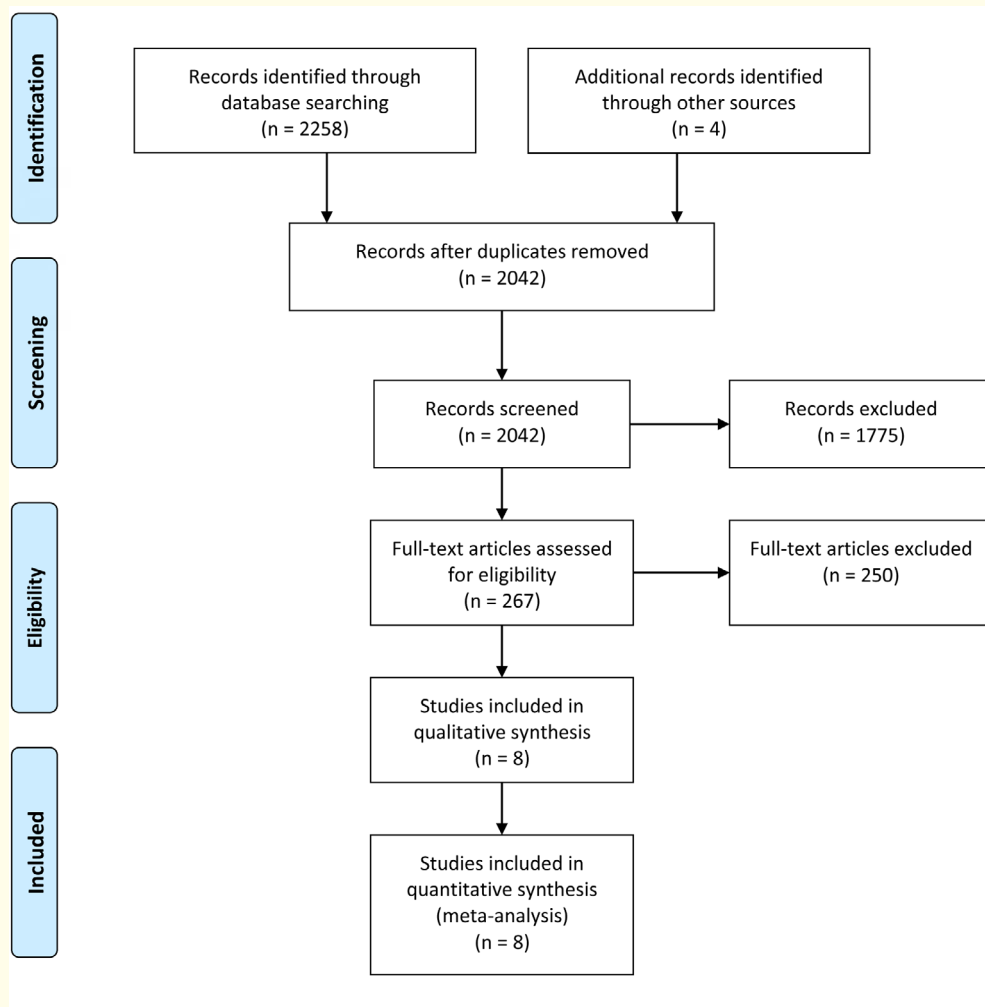 Identification
Records identified through
database searching
(n = 2258)
Additional records identified
through other sources
(n = 4)
Records after duplicates removed
(n = 2042)
Screening
Records screened
(n = 2042)
Records excluded
(n = 1775)
Eligibility
Full-text articles assessed
for eligibility
(n = 267)
Full-text articles excluded
(n = 250)
Studies included in
qualitative synthesis
(n = 8)
Included
Studies included in
quantitative synthesis
(meta-analysis)
(n = 8)